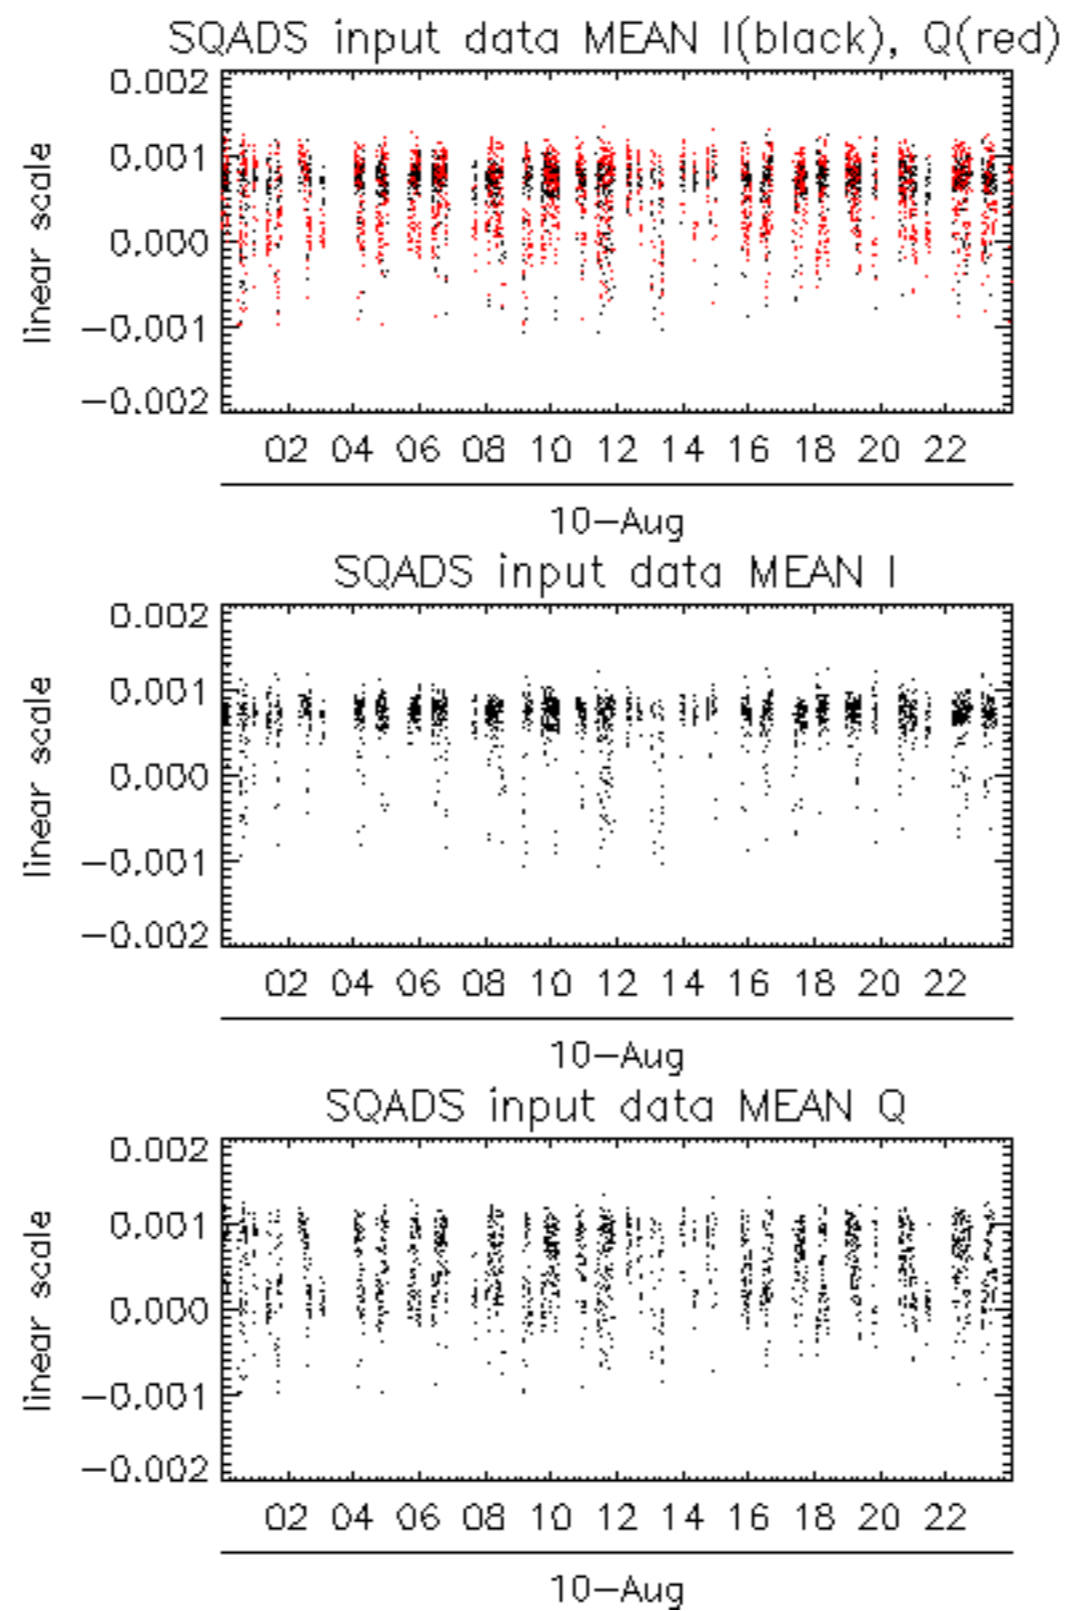 SQADS input data MEAN I(black), Q(red)
0.002
0.001
0.000
−0.001
−0.002
linear scale
02 04 06 08 10 12 14 16 18 20 22
10−Aug
SQADS input data MEAN I
0.002
0.001
0.000
−0.001
−0.002
linear scale
02 04 06 08 10 12 14 16 18 20 22
10−Aug
SQADS input data MEAN Q
0.002
0.001
0.000
−0.001
−0.002
linear scale
02 04 06 08 10 12 14 16 18 20 22
10−Aug